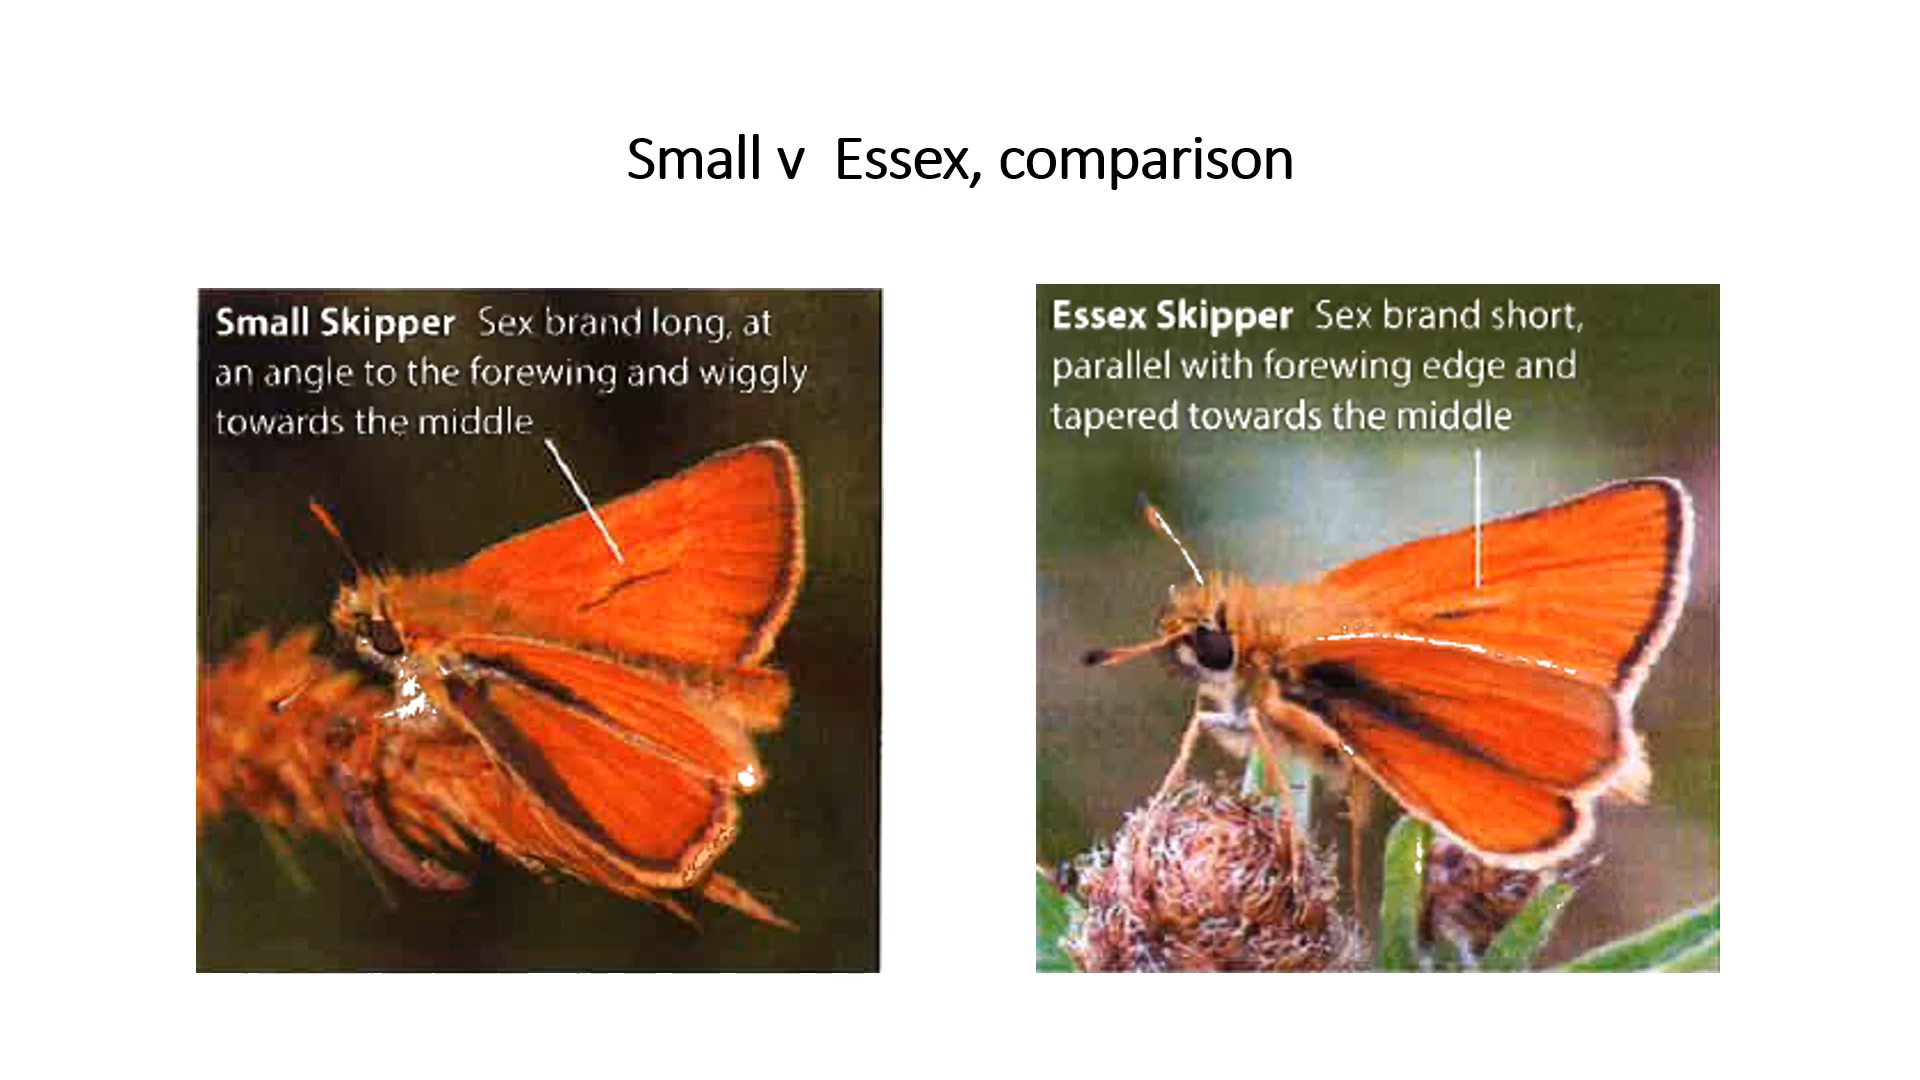 Small v  Essex, comparison
Small Skipper  Sex brand long, at
an angle to the forewing and wiggly
towards the middle
Essex Skipper  Sex brand short,
parallel with forewing edge and
tapered towards the middle